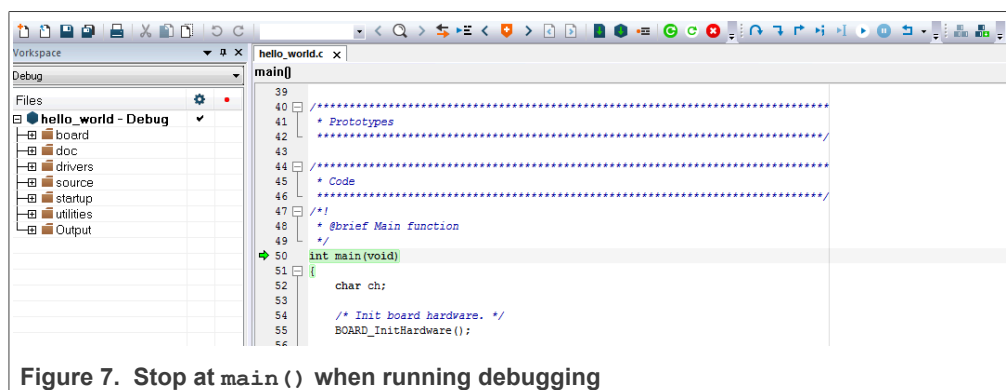 Vorkspace
hello_world.c x
Debug
main()
Files
hello_world - Debug
board
doc
drivers
source
startup
utilities
Output
39
40 /******************************************************************************
41 * Prototypes
42 ******************************************************************************/
43
44 /******************************************************************************
45 * Code
46 ******************************************************************************/
47 /*!
48 * @brief Main function
49 */
50 int main(void)
51 {
52 char ch;
53
54 /* Init board hardware. */
55 BOARD_InitHardware();
56
Figure 7. Stop at main() when running debugging